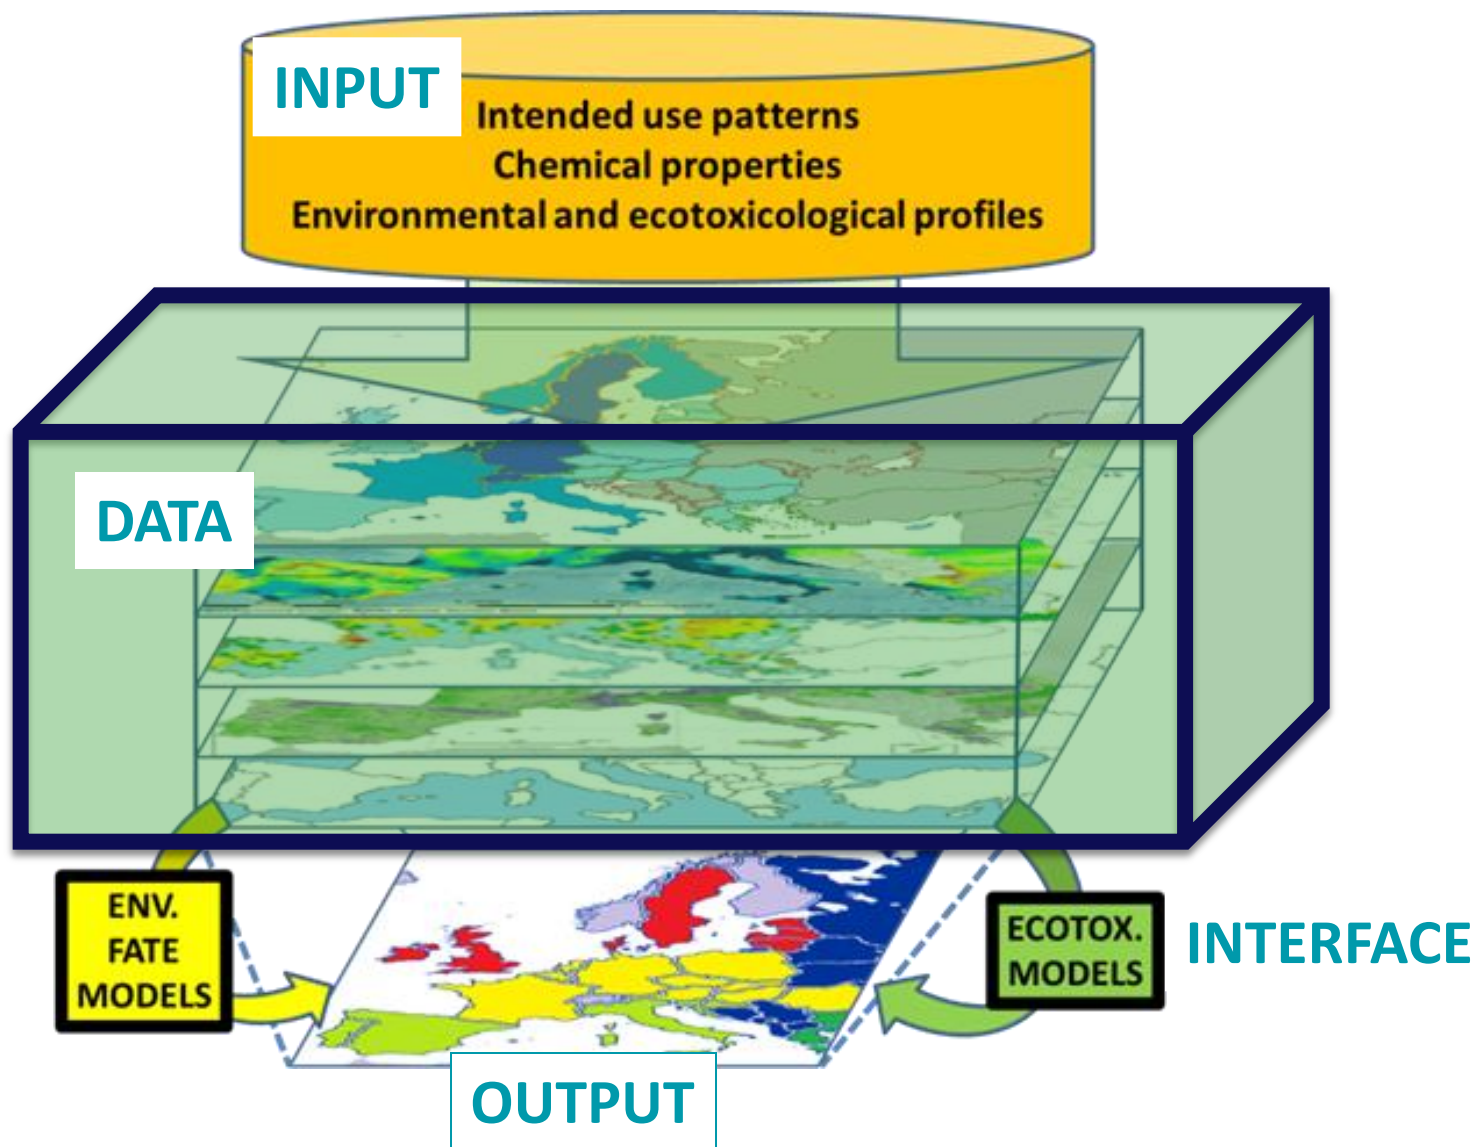 INPUT
Intended use patterns
Chemical properties
Environmental and ecotoxicological profiles
DATA
ENV.
FATE
MODELS
ECOTOX.
MODELS
INTERFACE
OUTPUT